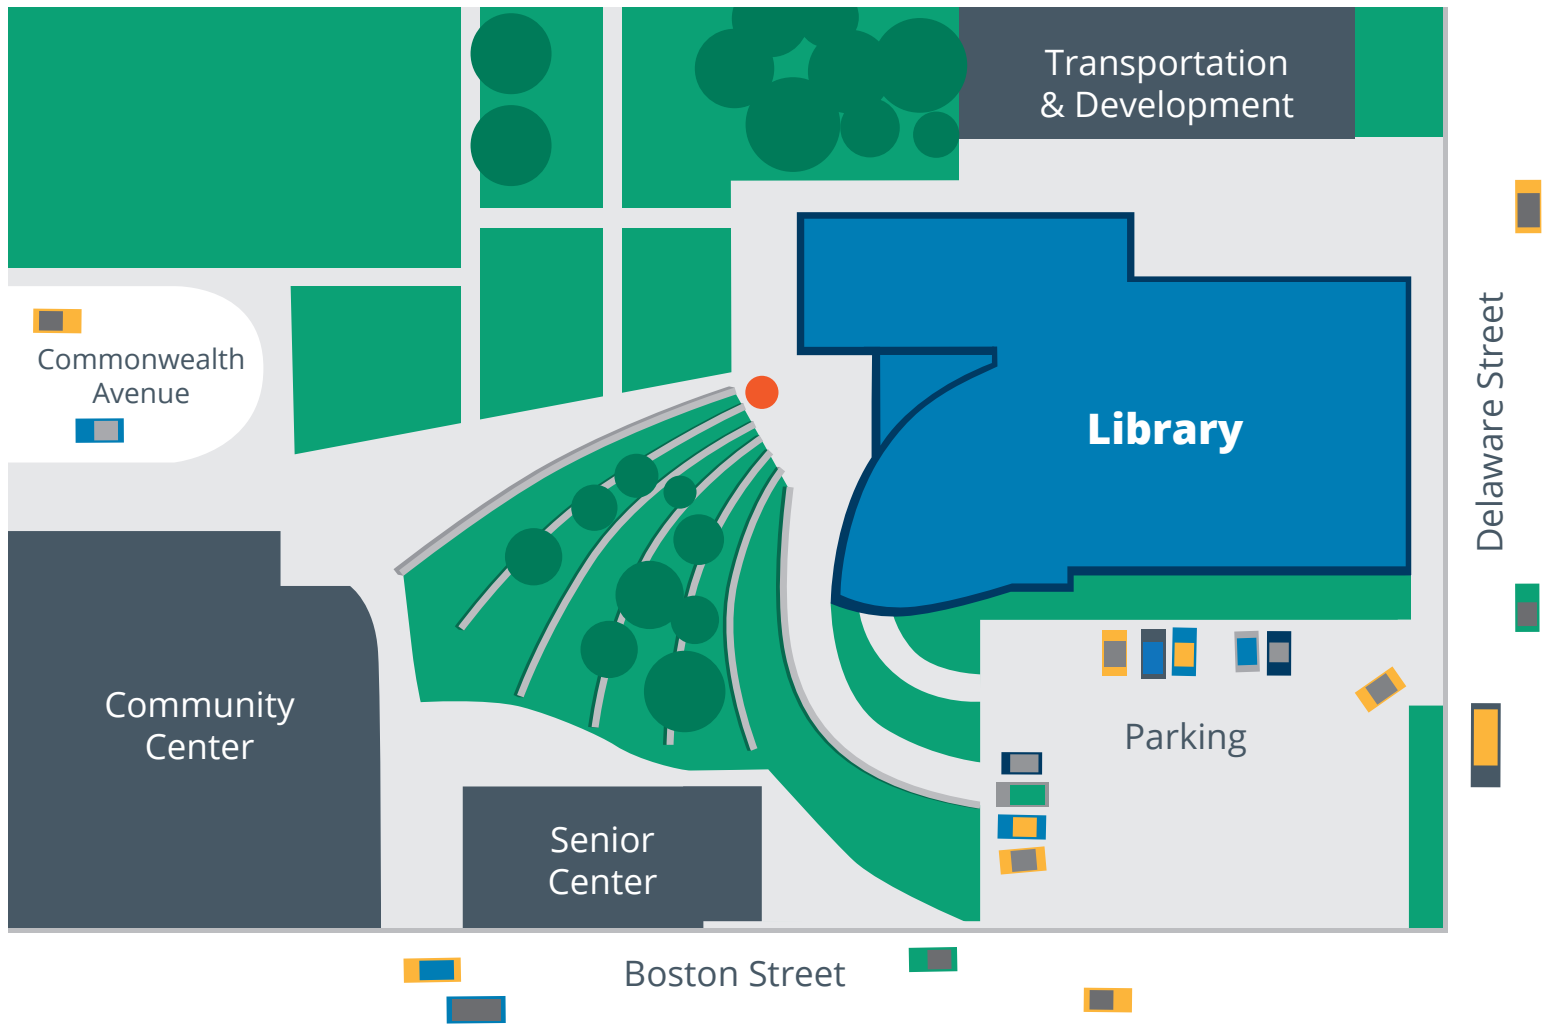 Transportation
& Development
Commonwealth
Avenue
Library
Delaware Street
Community
Center
Parking
Senior
Center
Boston Street